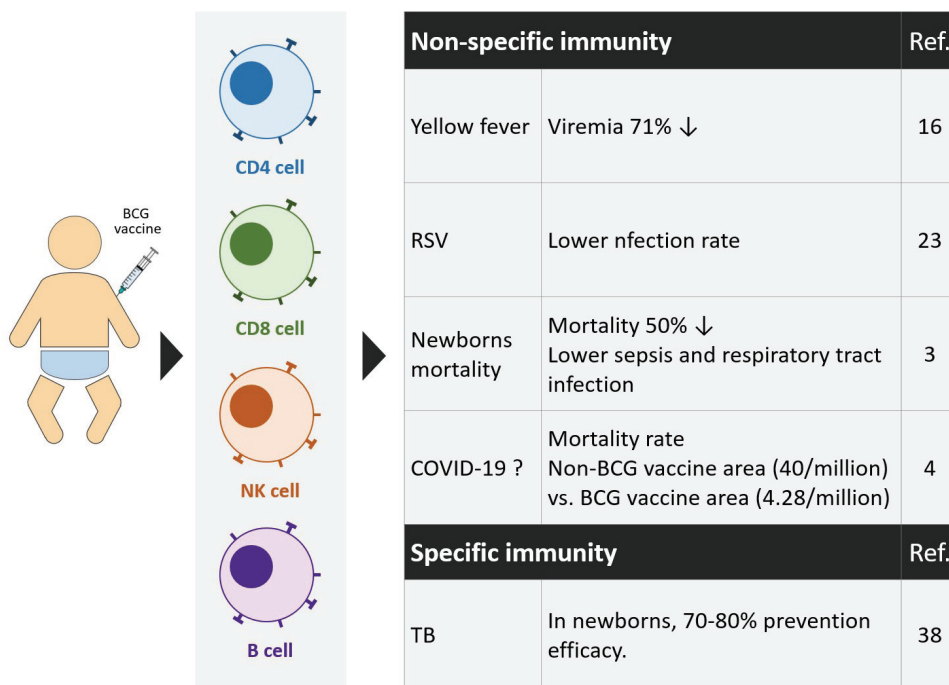 BCG
vaccine
CD4 cell
CD8 cell
NK cell
B cell
Non-specific immunity Ref.
Yellow fever Viremia 71% ↓ 16
RSV Lower nfection rate 23
Newborns
mortality
Mortality 50% ↓
Lower sepsis and respiratory tract
infection
3
COVID-19 ?
Mortality rate
Non-BCG vaccine area (40/million)
vs. BCG vaccine area (4.28/million)
4
Specific immunity Ref.
TB
In newborns, 70-80% prevention
efficacy.
38